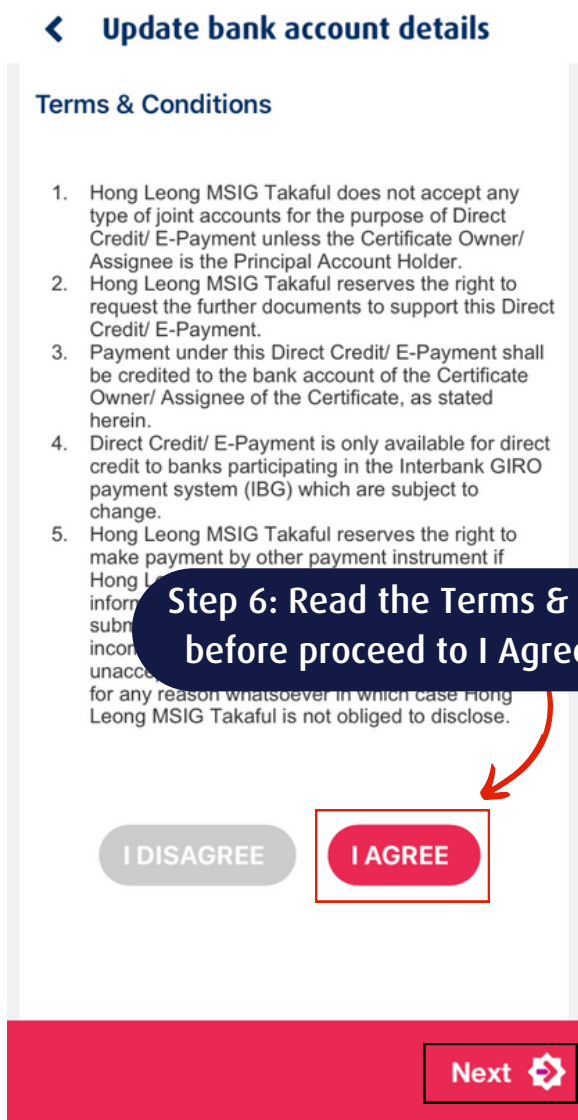 Update bank account details
Terms & Conditions
1. Hong Leong MSIG Takaful does not accept any
type of joint accounts for the purpose of Direct
Credit/ E-Payment unless the Certificate Owner/
Assignee is the Principal Account Holder.
2. Hong Leong MSIG Takaful reserves the right to
request the further documents to support this Direct
Credit/ E-Payment.
3. Payment under this Direct Credit/ E-Payment shall
be credited to the bank account of the Certificate
Owner/ Assignee of the Certificate, as stated
herein.
4. Direct Credit/ E-Payment is only available for direct
credit to banks participating in the Interbank GIRO
payment system (IBG) which are subject to
change.
5. Hong Leong MSIG Takaful reserves the right to
make payment by other payment instrument if
Hong
Step 6: Read the Terms &
before proceed to I Agree
for any reason whatsoever in which case Hong
Leong MSIG Takaful is not obliged to disclose.
I DISAGREE
I AGREE
Next